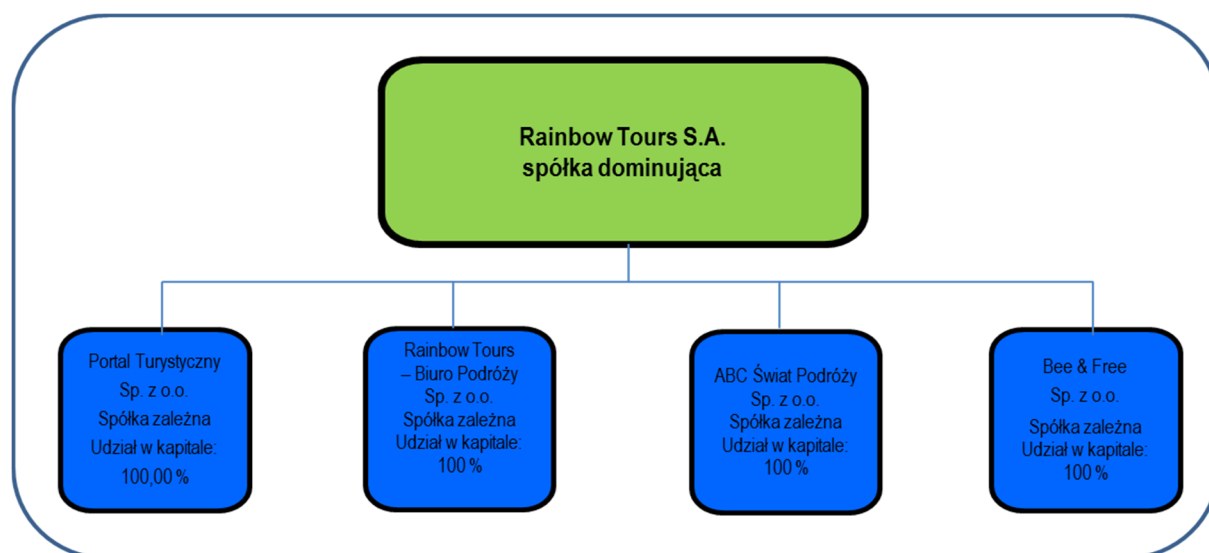 Rainbow Tours S.A.
spółka dominująca
Portal Turystyczny
Sp. z o.o.
Spółka zależna
Udział w kapitale:
100,00 %
Rainbow Tours
– Biuro Podróży
Sp. z o.o.
Spółka zależna
Udział w kapitale:
100 %
ABC Świat Podróży
Sp. z o.o.
Spółka zależna
Udział w kapitale:
100 %
Bee & Free
Sp. z o.o.
Spółka zależna
Udział w kapitale:
100 %